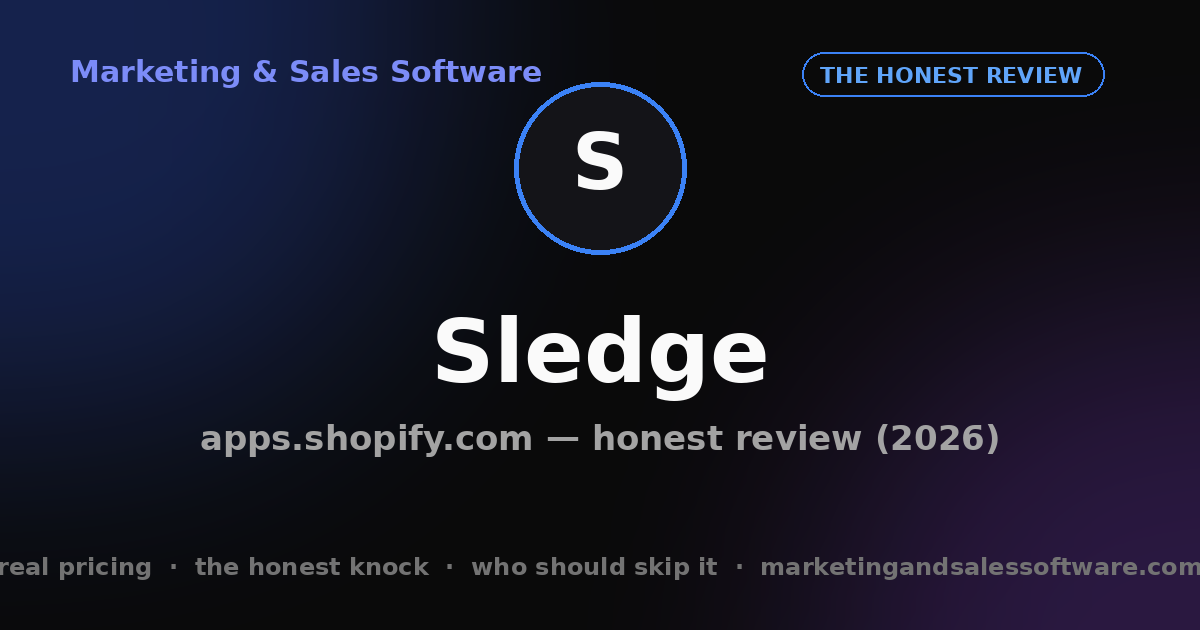 Marketing & Sales Software
THE HONEST REVIEW
S
Sledge
apps.shopify.com — honest review (2026)
real pricing · the honest knock · who should skip it · marketingandsalessoftware.com